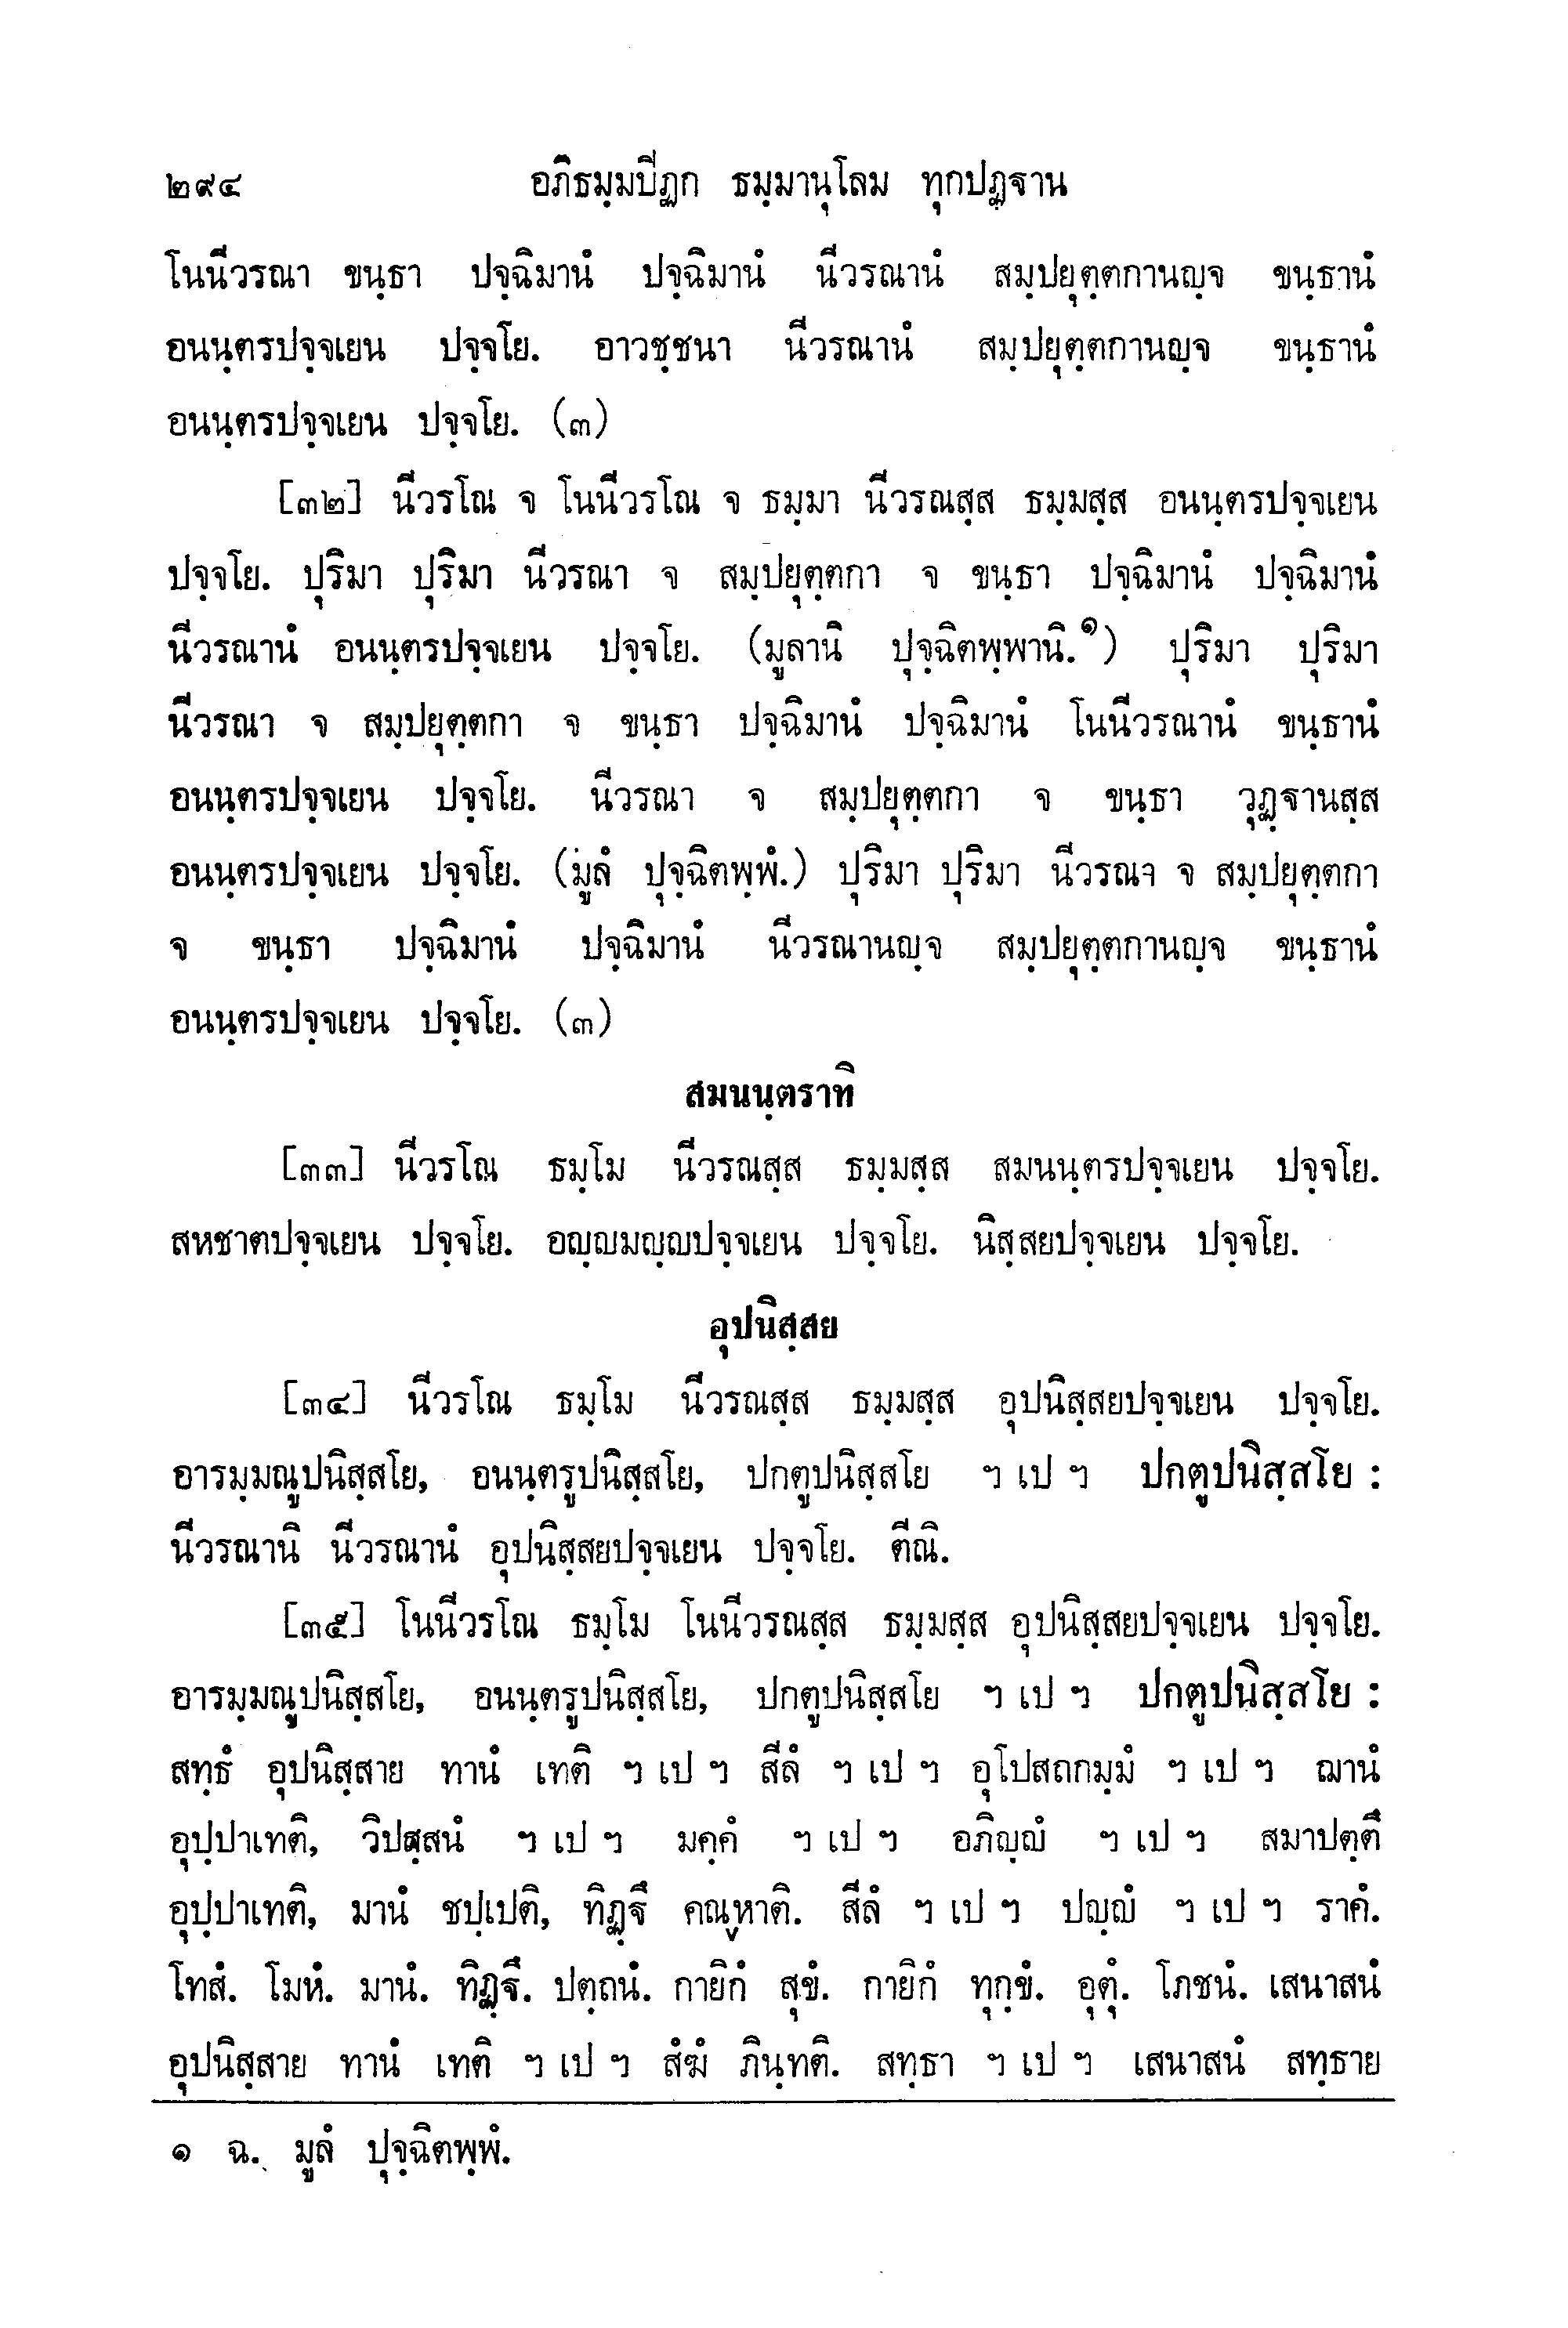 ๒๙๔ อภิธมฺมปิฏก ธมฺมานุโลม ทุกปฏฺฐาน
โนนีวรณา ขนฺธา ปจฺฉิมานํ ปจฺฉิมานํ นีวรณานํ สมฺปยุตฺตกานญฺจ ขนฺธานํ
อนนฺตรปจฺจเยน ปจฺจโย. อาวชฺชนา นีวรณานํ สมฺปยุตฺตกานญฺจ ขนฺธานํ
อนนฺตรปจฺจเยน ปจฺจโย. (๓)
[๓๒] นีวรโณ จ โนนีวรโณ จ ธมฺมา นีวรณสฺส ธมฺมสฺส อนนฺตรปจฺจเยน
ปจฺจโย. ปุริมา ปุริมา นีวรณา จ สมฺปยุตฺตกา จ ขนฺธา ปจฺฉิมานํ ปจฺฉิมานํ
นีวรณานํ อนนฺตรปจฺจเยน ปจฺจโย. (มูลานิ ปุจฺฉิตพฺพานิ.๑) ปุริมา ปุริมา
นีวรณา จ สมฺปยุตฺตกา จ ขนฺธา ปจฺฉิมานํ ปจฺฉิมานํ โนนีวรณานํ ขนฺธานํ
อนนฺตรปจฺจเยน ปจฺจโย. นีวรณา จ สมฺปยุตฺตกา จ ขนฺธา วุฏฺฐานสฺส
อนนฺตรปจฺจเยน ปจฺจโย. (มูลํ ปุจฺฉิตพฺพํ.) ปุริมา ปุริมา นีวรณา จ สมฺปยุตฺตกา
จ ขนฺธา ปจฺฉิมานํ ปจฺฉิมานํ นีวรณานญฺจ สมฺปยุตฺตกานญฺจ ขนฺธานํ
อนนฺตรปจฺจเยน ปจฺจโย. (๓)
สมนนฺตราทิ
[๓๓] นีวรโณ ธมฺโม นีวรณสฺส ธมฺมสฺส สมนนฺตรปจฺจเยน ปจฺจโย.
สหชาตปจฺจเยน ปจฺจโย. อญฺญมญฺญปจฺจเยน ปจฺจโย. นิสฺสยปจฺจเยน ปจฺจโย.
อุปนิสฺสย
[๓๔] นีวรโณ ธมฺโม นีวรณสฺส ธมฺมสฺส อุปนิสฺสยปจฺจเยน ปจฺจโย.
อารมฺมณูปนิสฺสโย, อนนฺตรูปนิสฺสโย, ปกตูปนิสฺสโย ฯ เป ฯ ปกตูปนิสฺสโย :
นีวรณานิ นีวรณานํ อุปนิสฺสยปจฺจเยน ปจฺจโย. ตีณิ.
[๓๕] โนนีวรโณ ธมฺโม โนนีวรณสฺส ธมฺมสฺส อุปนิสฺสยปจฺจเยน ปจฺจโย.
อารมฺมณูปนิสฺสโย, อนนฺตรูปนิสฺสโย, ปกตูปนิสฺสโย ฯ เป ฯ ปกตูปนิสฺสโย :
สทฺธํ อุปนิสฺสาย ทานํ เทติ ฯ เป ฯ สีลํ ฯ เป ฯ อุโปสถกมฺมํ ฯ เป ฯ ฌานํ
อุปฺปาเทติ, วิปสฺสนํ ฯ เป ฯ มคฺคํ ฯ เป ฯ อภิญฺญํ ฯ เป ฯ สมาปตฺตึ
อุปฺปาเทติ, มานํ ชปฺเปติ, ทิฏฺฐึ คณฺหาติ. สีลํ ฯ เป ฯ ปญฺญํ ฯ เป ฯ ราคํ.
โทสํ. โมหํ. มานํ. ทิฏฺฐึ. ปตฺถนํ. กายิกํ สุขํ. กายิกํ ทุกฺขํ. อุตุํ. โภชนํ. เสนาสนํ
อุปนิสฺสาย ทานํ เทติ ฯ เป ฯ สํฆํ ภินฺทติ. สทฺธา ฯ เป ฯ เสนาสนํ สทฺธาย
๑ ฉ. มูลํ ปุจฺฉิตพฺพํ.